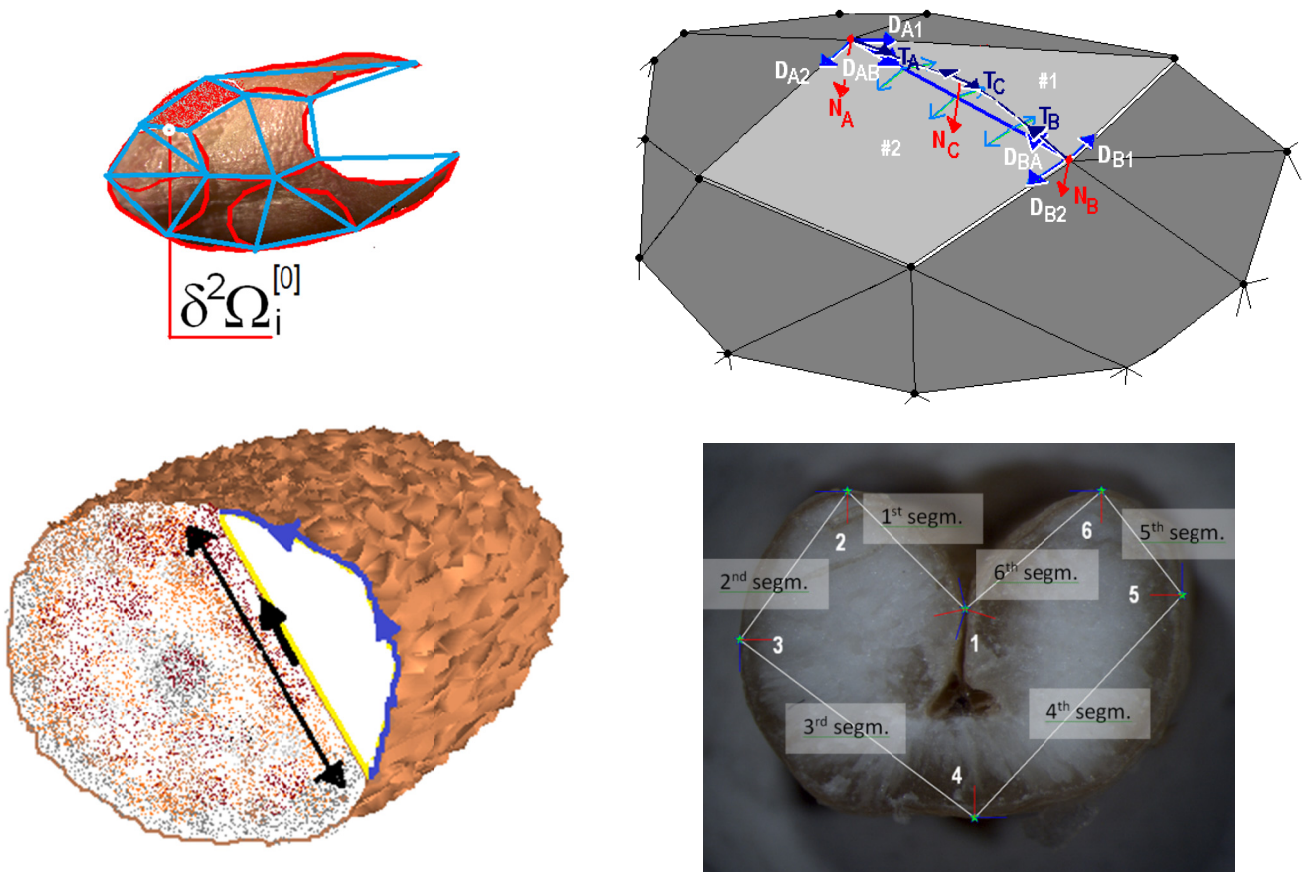 δ²Ω_i^[0]
D_A1
D_A2
D_AB
T_A
T_C
#1
N_A
N_C
T_B
#2
D_BA
D_B1
D_B2
N_B
1st segm.
2
6
5th segm.
2nd segm.
6th segm.
5
3
1
3rd segm.
4th segm.
4